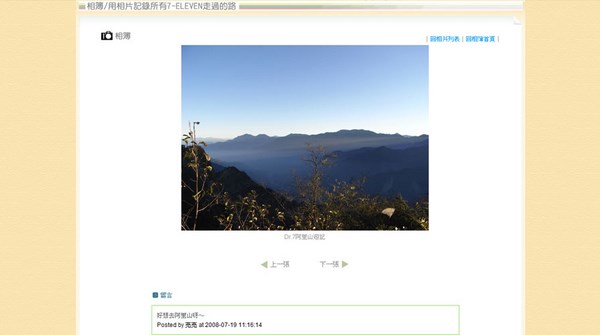 相簿/用相片記錄所有7-ELEVEN走過的路
相簿
| 回相片列表 | 回相簿首頁 |
Dr.7阿里山遊記
上一張 下一張
留言
好想去阿里山呀～
Posted by 亮亮 at 2008-07-19 11:16:14